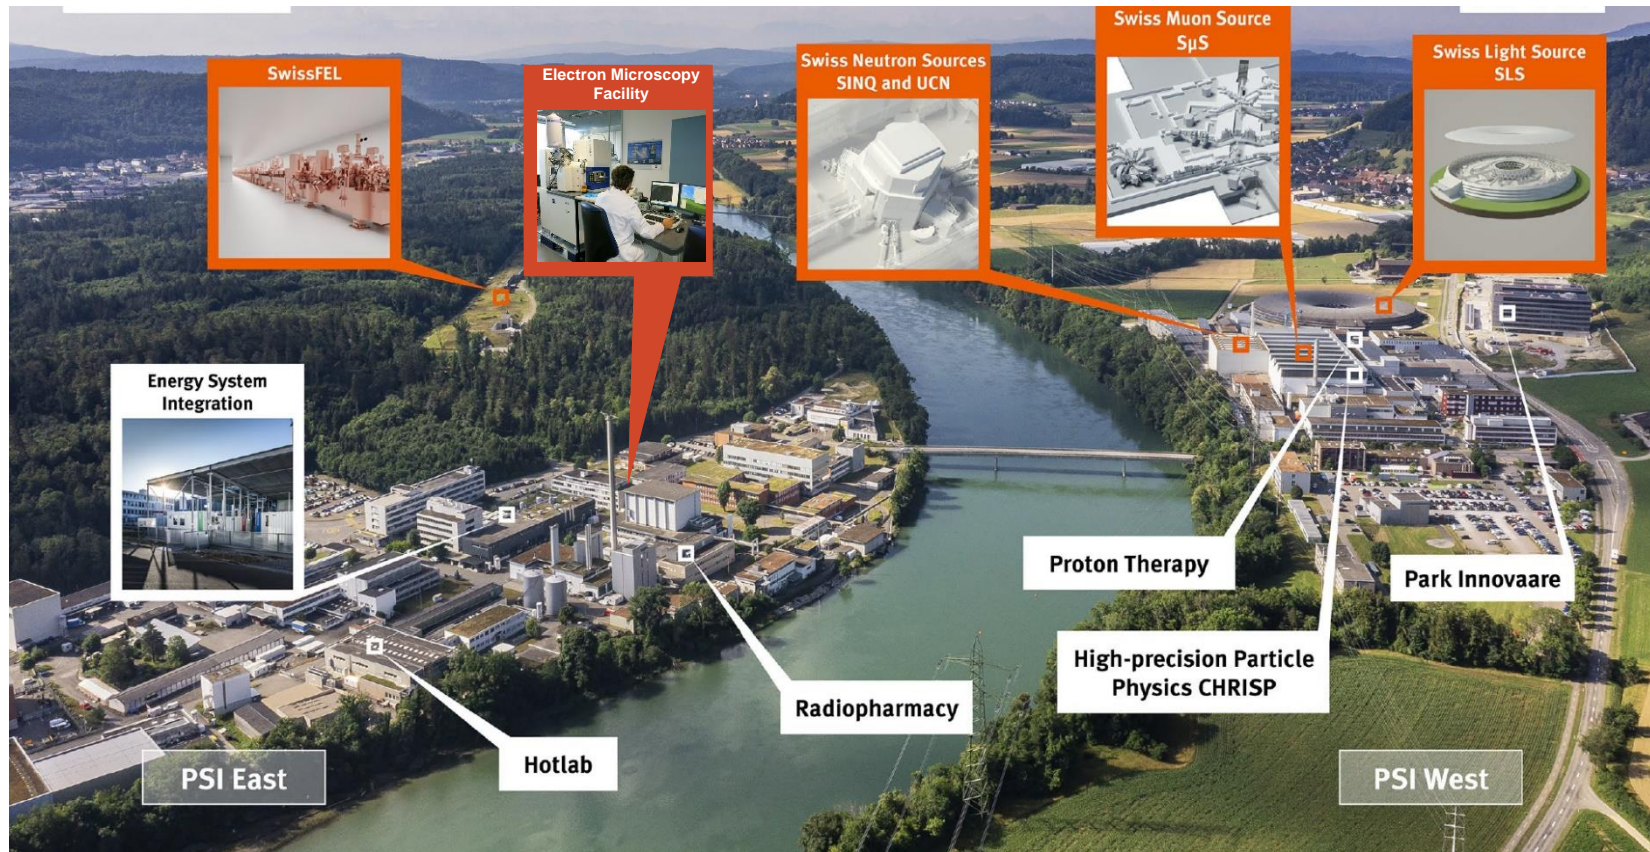 SwissFEL
Electron Microscopy
Facility
Swiss Neutron Sources
SINQ and UCN
Swiss Muon Source
SµS
Swiss Light Source
SLS
Energy System
Integration
Proton Therapy
Park Innovaare
High-precision Particle
Physics CHRISP
Radiopharmacy
Hotlab
PSI East
PSI West